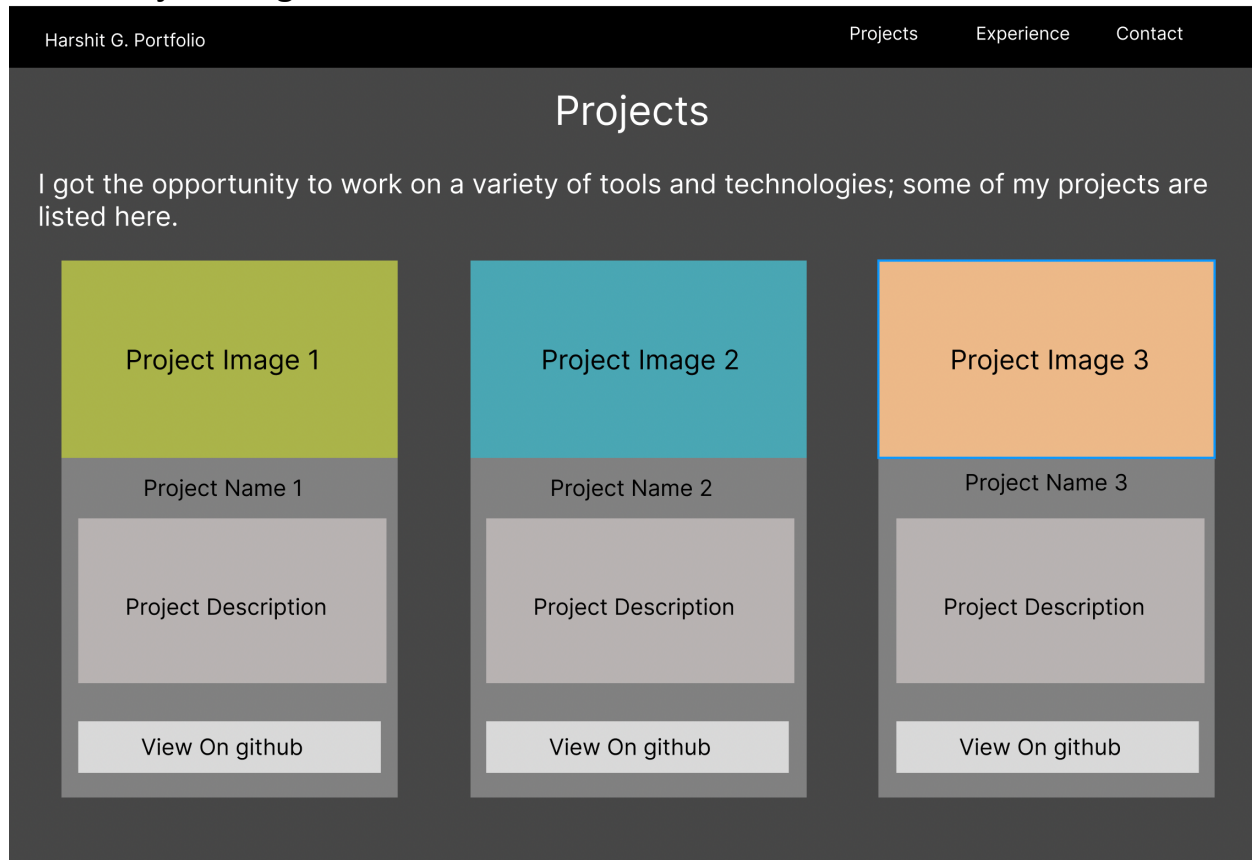 Harshit G. Portfolio
Projects
Experience
Contact
Projects
I got the opportunity to work on a variety of tools and technologies; some of my projects are
listed here.
Project Image 1
Project Image 2
Project Image 3
Project Name 1
Project Name 2
Project Name 3
Project Description
Project Description
Project Description
View On github
View On github
View On github